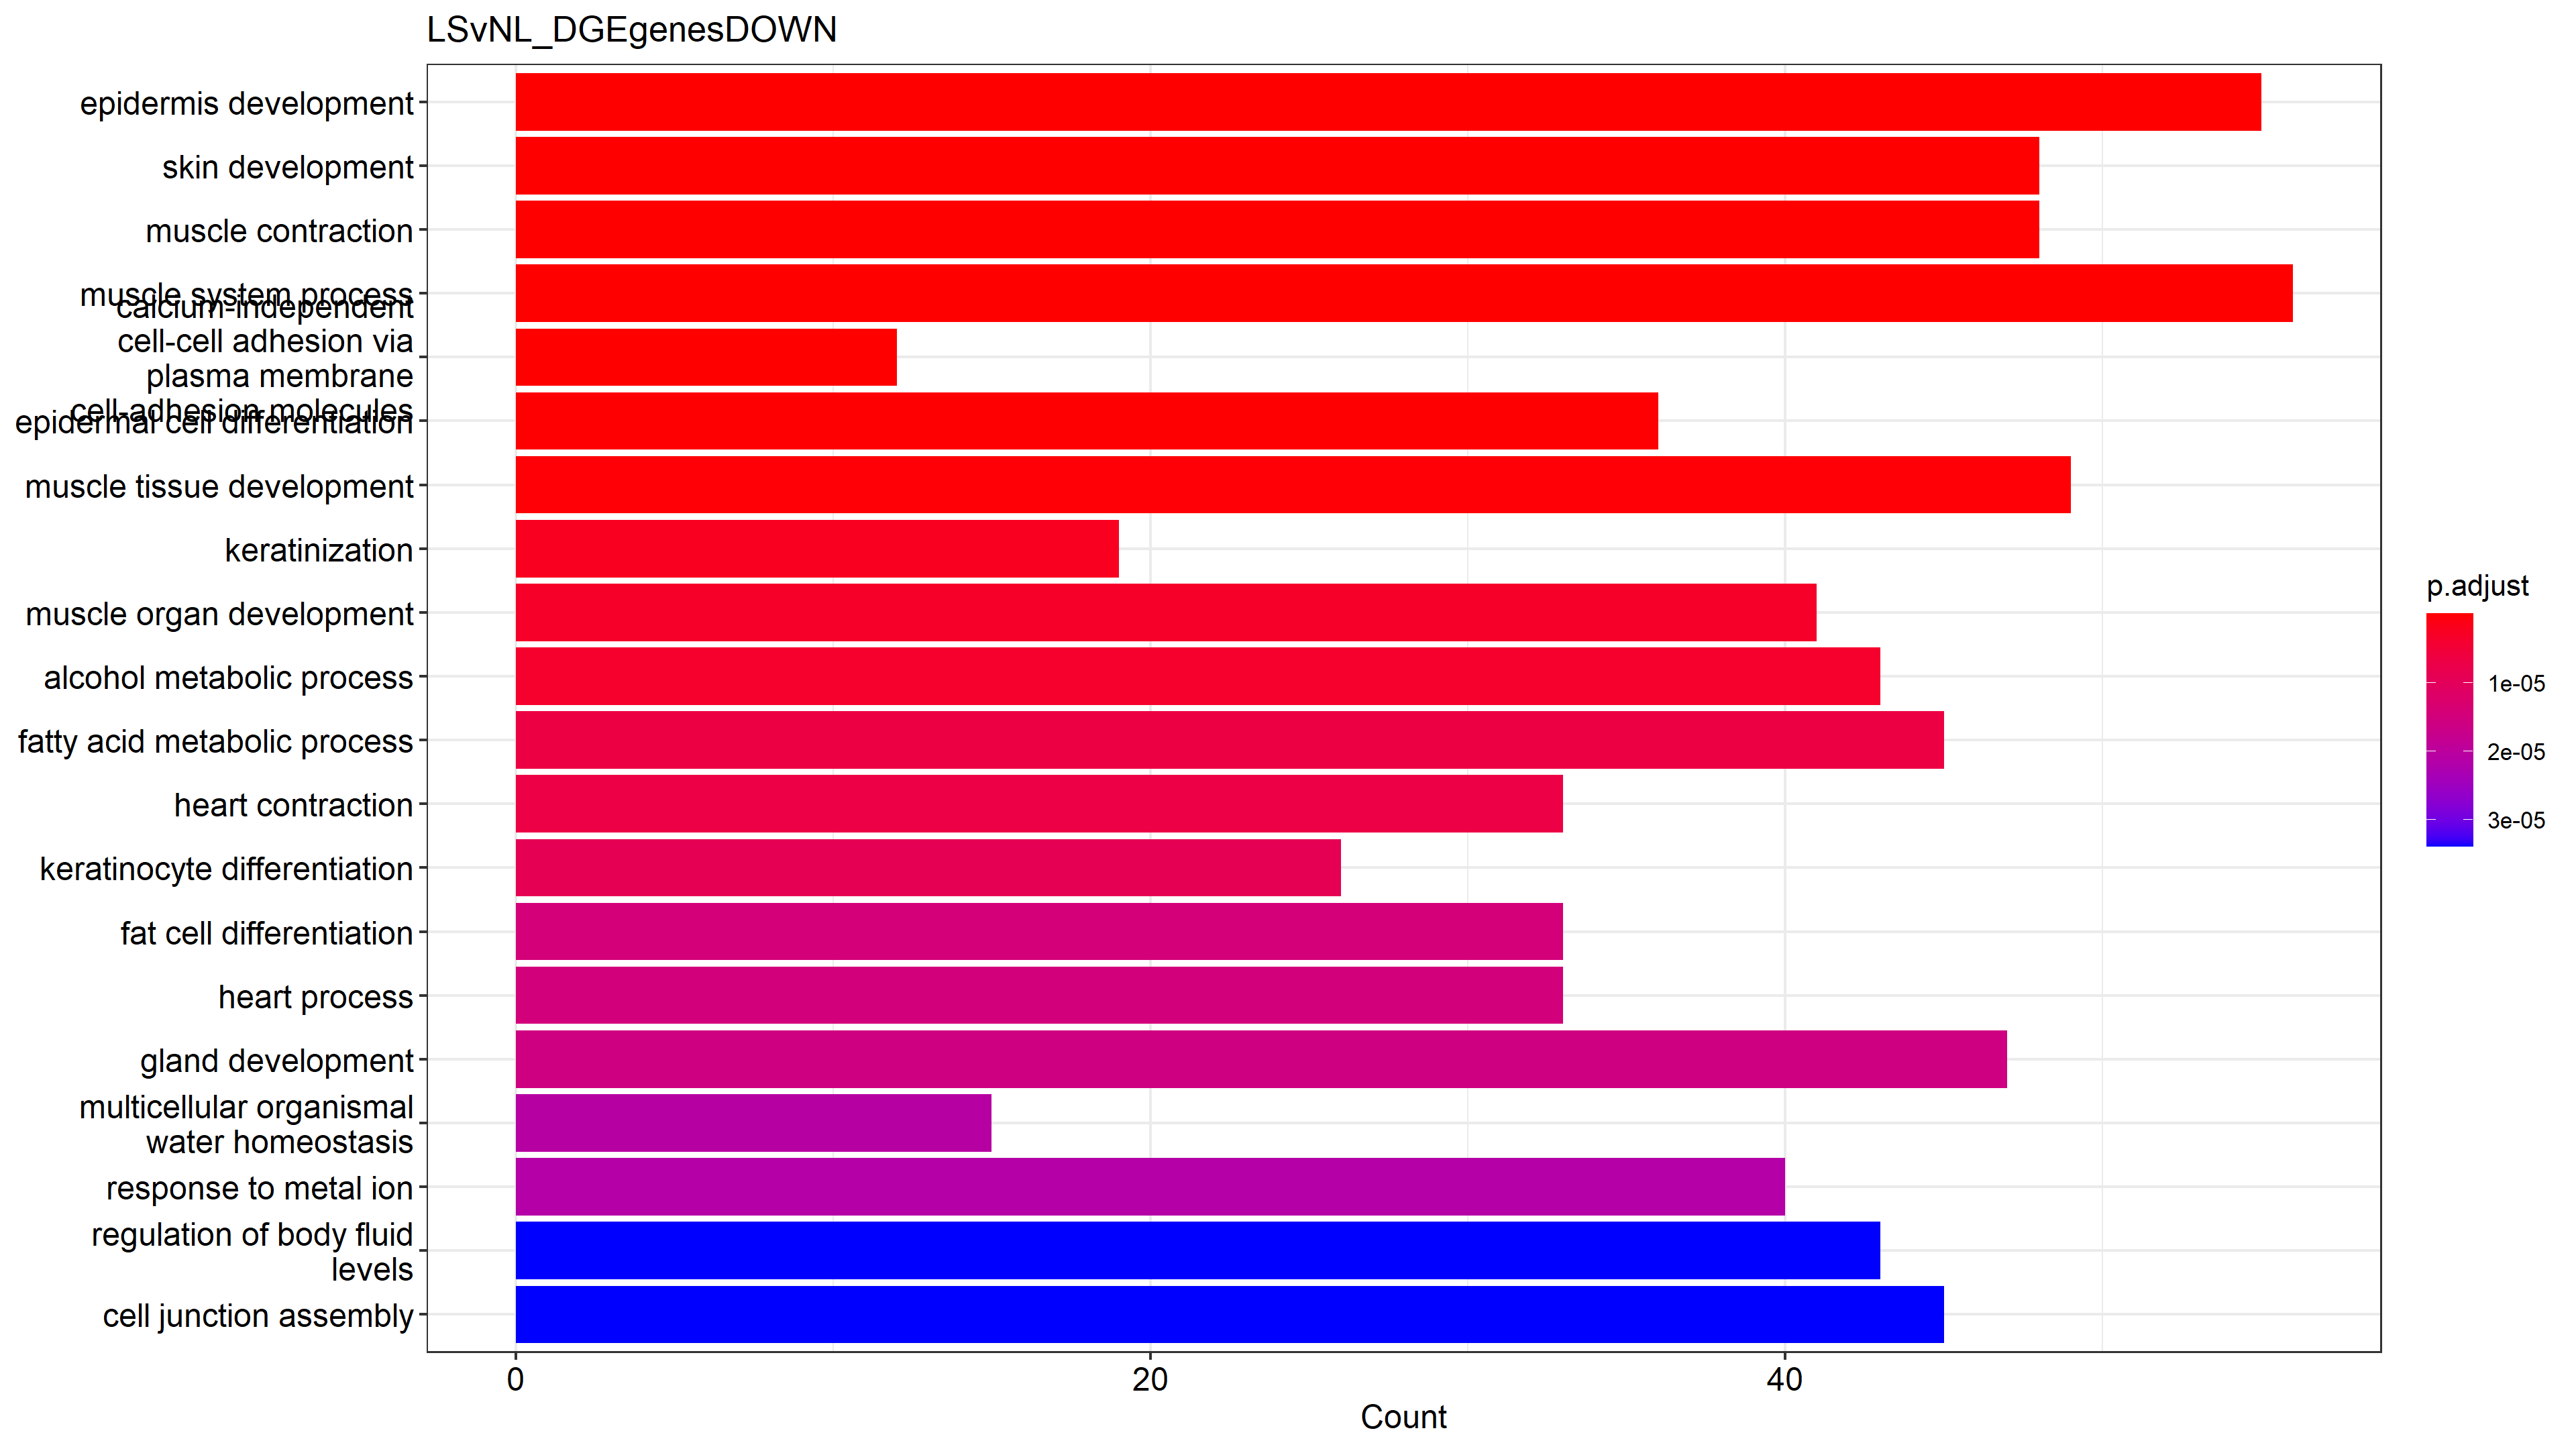 LSvNL_DGEgenesDOWN
epidermis development
skin development
muscle contraction
muscle system process
calcium-independent
cell-cell adhesion via
plasma membrane
cell-adhesion molecules
epidermal cell differentiation
muscle tissue development
keratinization
muscle organ development
alcohol metabolic process
fatty acid metabolic process
heart contraction
keratinocyte differentiation
fat cell differentiation
heart process
gland development
multicellular organismal
water homeostasis
response to metal ion
regulation of body fluid
levels
cell junction assembly
0 20 40
Count
p.adjust
1e-05
2e-05
3e-05